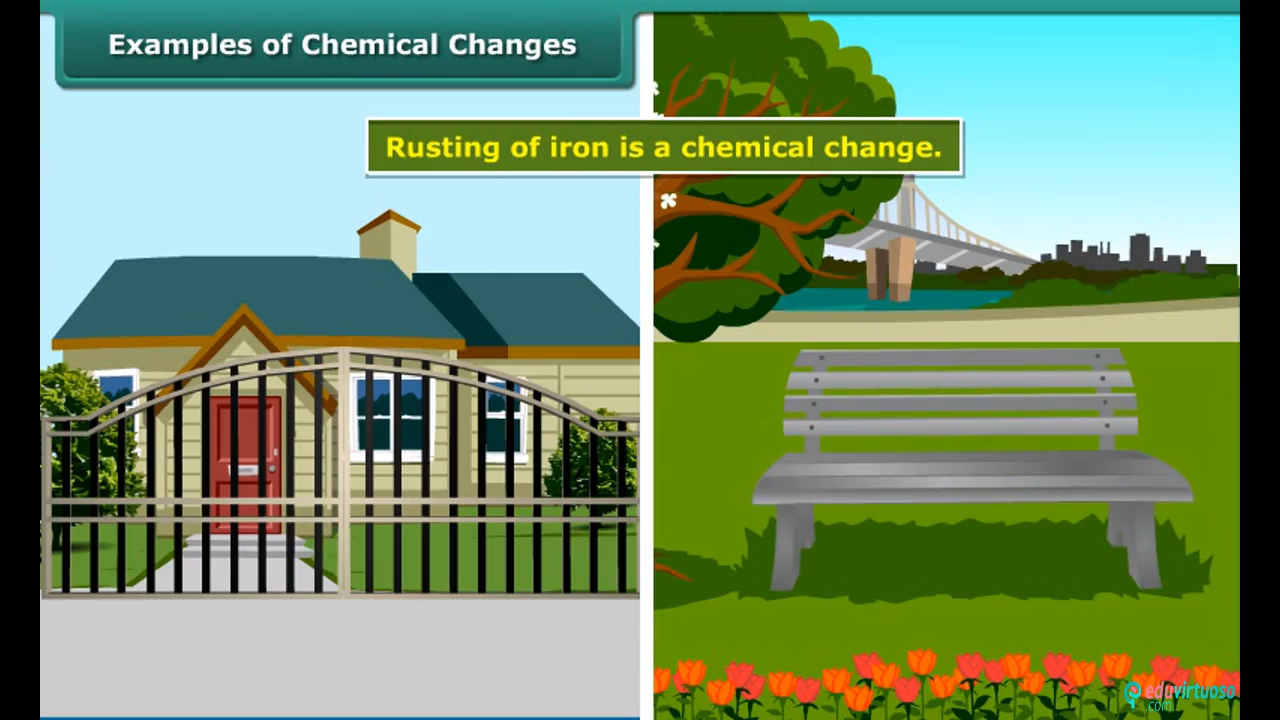 Examples of Chemical Changes
Rusting of iron is a chemical change.
eduvirtuoso
.com